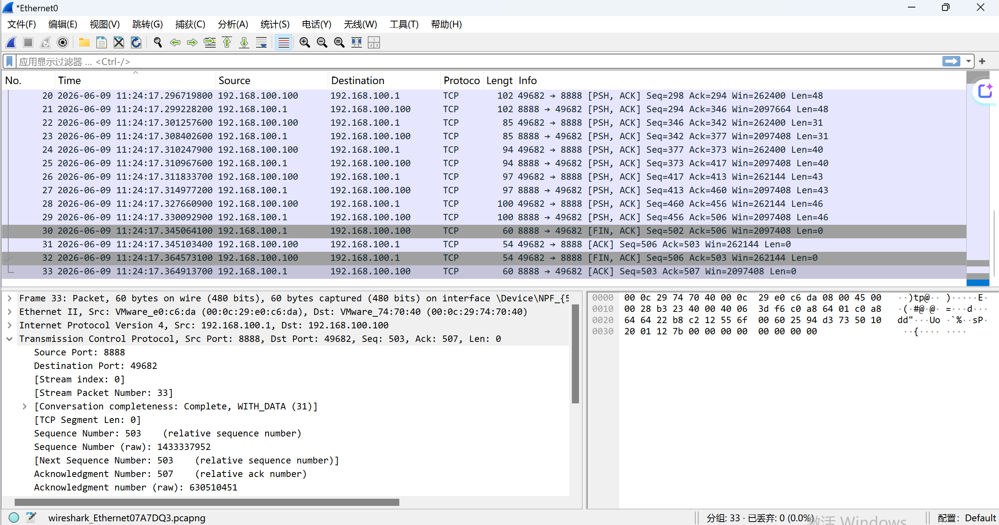 *Ethernet0
文件(F) 编辑(E) 视图(V) 跳转(G) 捕获(C) 分析(A) 统计(S) 电话(Y) 无线(W) 工具(T) 帮助(H)
应用显示过滤器 … <Ctrl-/>
No. Time Source Destination Protoco Lengt Info
20 2026-06-09 11:24:17.296719800 192.168.100.100 192.168.100.1 TCP 102 49682 → 8888 [PSH, ACK] Seq=298 Ack=294 Win=262400 Len=48
21 2026-06-09 11:24:17.299228200 192.168.100.1 192.168.100.100 TCP 102 8888 → 49682 [PSH, ACK] Seq=294 Ack=346 Win=2097664 Len=48
22 2026-06-09 11:24:17.301257600 192.168.100.100 192.168.100.1 TCP 85 49682 → 8888 [PSH, ACK] Seq=346 Ack=342 Win=262400 Len=31
23 2026-06-09 11:24:17.308402600 192.168.100.1 192.168.100.100 TCP 85 8888 → 49682 [PSH, ACK] Seq=342 Ack=377 Win=2097408 Len=31
24 2026-06-09 11:24:17.310247900 192.168.100.100 192.168.100.1 TCP 94 49682 → 8888 [PSH, ACK] Seq=377 Ack=373 Win=262400 Len=40
25 2026-06-09 11:24:17.310967600 192.168.100.1 192.168.100.100 TCP 94 8888 → 49682 [PSH, ACK] Seq=373 Ack=417 Win=2097408 Len=40
26 2026-06-09 11:24:17.311833700 192.168.100.100 192.168.100.1 TCP 97 49682 → 8888 [PSH, ACK] Seq=417 Ack=413 Win=262144 Len=43
27 2026-06-09 11:24:17.314977200 192.168.100.1 192.168.100.100 TCP 97 8888 → 49682 [PSH, ACK] Seq=413 Ack=460 Win=2097408 Len=43
28 2026-06-09 11:24:17.327660900 192.168.100.100 192.168.100.1 TCP 100 49682 → 8888 [PSH, ACK] Seq=460 Ack=456 Win=262144 Len=46
29 2026-06-09 11:24:17.330092900 192.168.100.1 192.168.100.100 TCP 100 8888 → 49682 [PSH, ACK] Seq=456 Ack=506 Win=2097408 Len=46
30 2026-06-09 11:24:17.345064100 192.168.100.1 192.168.100.100 TCP 60 8888 → 49682 [FIN, ACK] Seq=502 Ack=506 Win=2097408 Len=0
31 2026-06-09 11:24:17.345103400 192.168.100.100 192.168.100.1 TCP 54 49682 → 8888 [ACK] Seq=506 Ack=503 Win=262144 Len=0
32 2026-06-09 11:24:17.364573100 192.168.100.100 192.168.100.1 TCP 54 49682 → 8888 [FIN, ACK] Seq=506 Ack=503 Win=262144 Len=0
33 2026-06-09 11:24:17.364913700 192.168.100.1 192.168.100.100 TCP 60 8888 → 49682 [ACK] Seq=503 Ack=507 Win=2097408 Len=0
Frame 33: Packet, 60 bytes on wire (480 bits), 60 bytes captured (480 bits) on interface \Device\NPF_{5
Ethernet II, Src: VMware_e0:c6:da (00:0c:29:e0:c6:da), Dst: VMware_74:70:40 (00:0c:29:74:70:40)
Internet Protocol Version 4, Src: 192.168.100.1, Dst: 192.168.100.100
Transmission Control Protocol, Src Port: 8888, Dst Port: 49682, Seq: 503, Ack: 507, Len: 0
Source Port: 8888
Destination Port: 49682
[Stream index: 0]
[Stream Packet Number: 33]
[Conversation completeness: Complete, WITH_DATA (31)]
[TCP Segment Len: 0]
Sequence Number: 503 (relative sequence number)
Sequence Number (raw): 1433337952
[Next Sequence Number: 503 (relative sequence number)]
Acknowledgment Number: 507 (relative ack number)
Acknowledgment number (raw): 630510451
0000 00 0c 29 74 70 40 00 0c 29 e0 c6 da 08 00 45 00 ··)tp@·· )·····E·
0010 00 28 b3 23 40 00 40 06 3d f6 c0 a8 64 01 c0 a8 ·(·#@·@· =···d···
0020 64 64 22 b8 c2 12 55 6f 00 60 25 94 d3 73 50 10 dd"···Uo ·`%··sP·
0030 20 01 12 7b 00 00 00 00 00 00 00 00 ··{···· ····
wireshark_Ethernet07A7DQ3.pcapng
分组: 33 · 已丢弃: 0 (0.0%)
激活 Windows
配置: Default